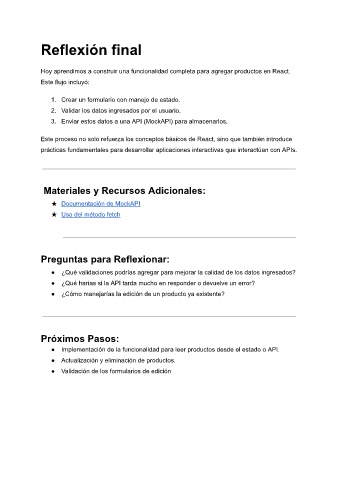 Reflexión final
Hoy aprendimos a construir una funcionalidad completa para agregar productos en React.
Este flujo incluyó:
1. Crear un formulario con manejo de estado.
2. Validar los datos ingresados por el usuario.
3. Enviar estos datos a una API (MockAPI) para almacenarlos.
Este proceso no solo refuerza los conceptos básicos de React, sino que también introduce
prácticas fundamentales para desarrollar aplicaciones interactivas que interactúan con APIs.
Materiales y Recursos Adicionales:
★ Documentación de MockAPI
★ Uso del método fetch
Preguntas para Reflexionar:
● ¿Qué validaciones podrías agregar para mejorar la calidad de los datos ingresados?
● ¿Qué harías si la API tarda mucho en responder o devuelve un error?
● ¿Cómo manejarías la edición de un producto ya existente?
Próximos Pasos:
● Implementación de la funcionalidad para leer productos desde el estado o API.
● Actualización y eliminación de productos.
● Validación de los formularios de edición